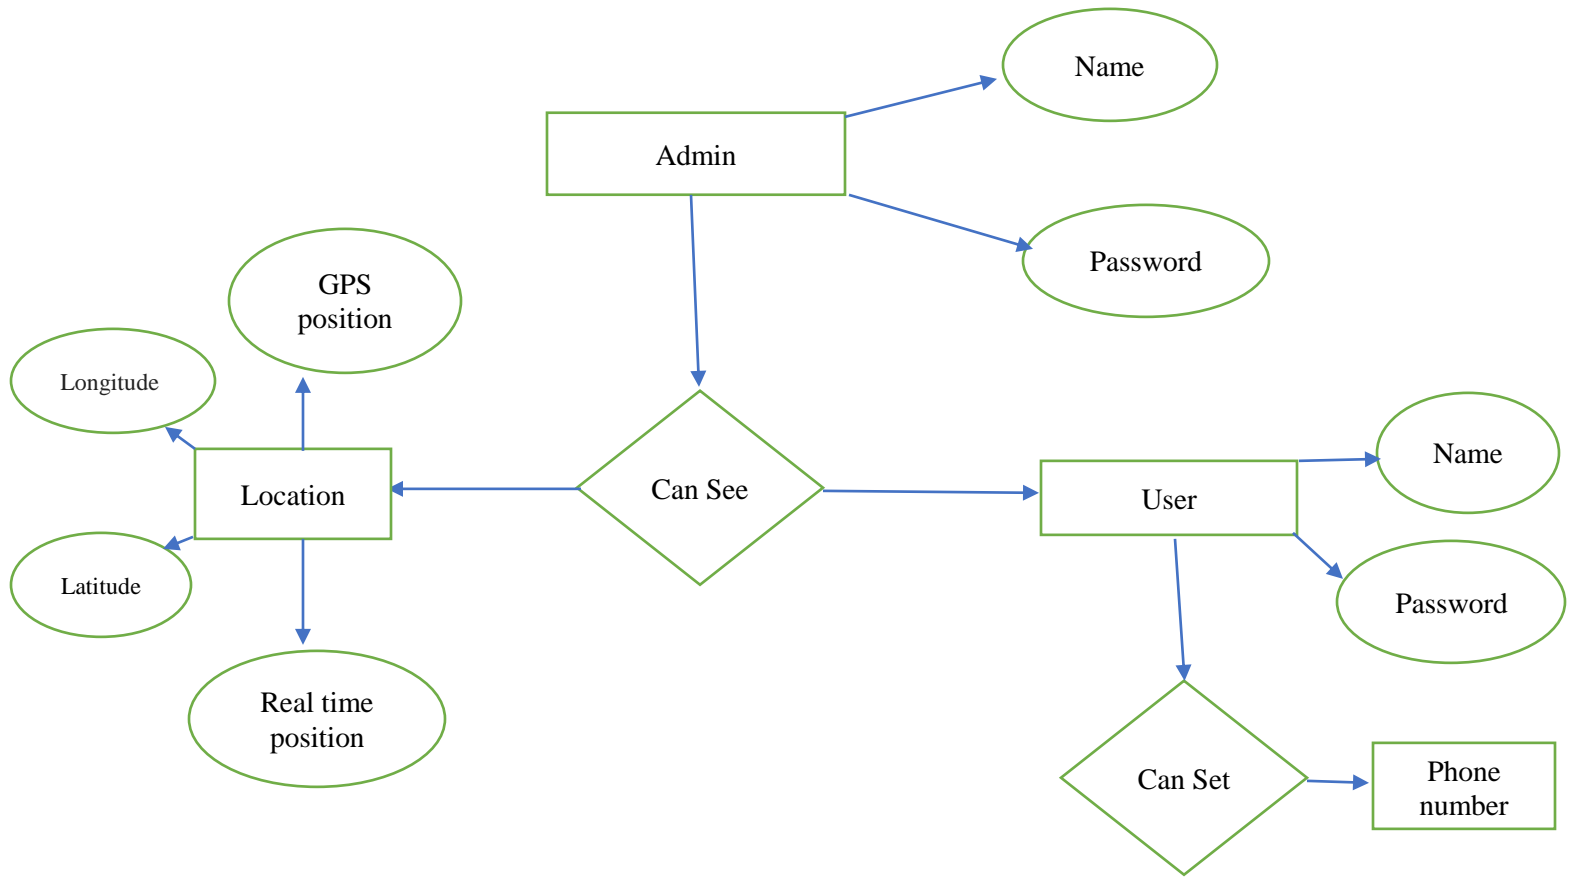 Name
Admin
Password
GPS
position
Longitude
Name
Can See
Location
User
Latitude
Password
Real time
position
Can Set
Phone
number